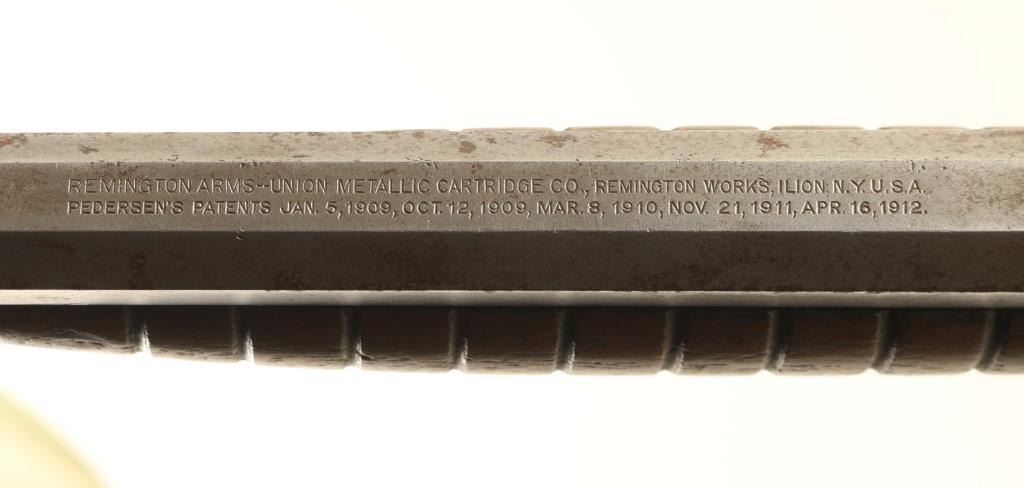 REMINGTON ARMS-UNION METALLIC CARTRIDGE CO., REMINGTON WORKS, ILION. N.Y. U.S.A.
PEDERSEN'S PATENTS JAN. 5, 1909, OCT. 12, 1909, MAR. 8, 1910, NOV. 21, 1911, APR. 16, 1912.